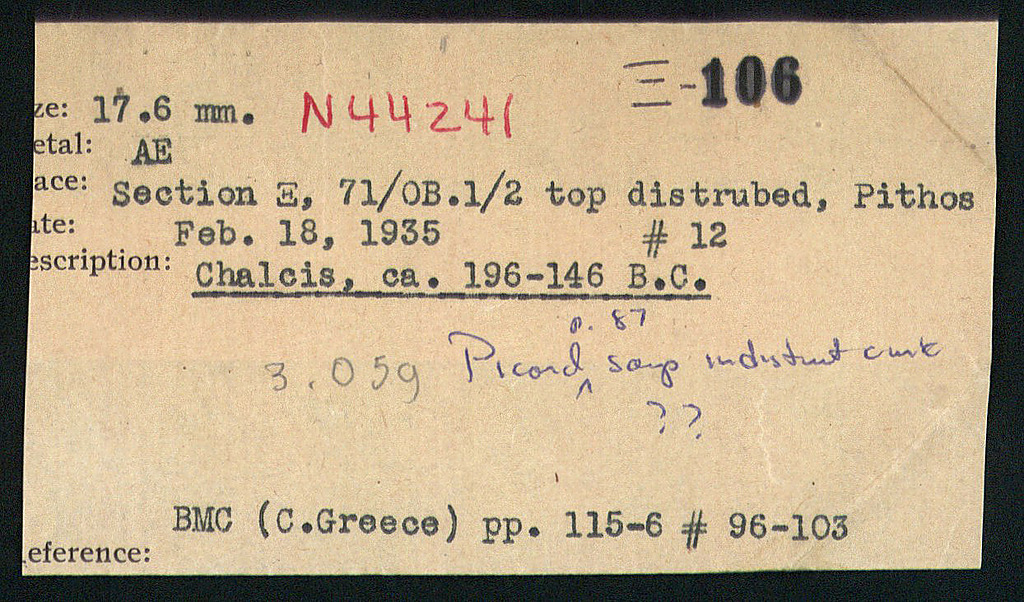 Ξ-106
ze: 17.6 mm. N44241
etal: AE
ace: Section Ξ, 71/OB.1/2 top distrubed, Pithos
ate: Feb. 18, 1935 # 12
escription: Chalcis, ca. 196-146 B.C.
p. 87
3.05g Picard says indistinct
??
BMC (C.Greece) pp. 115-6 # 96-103
eference: